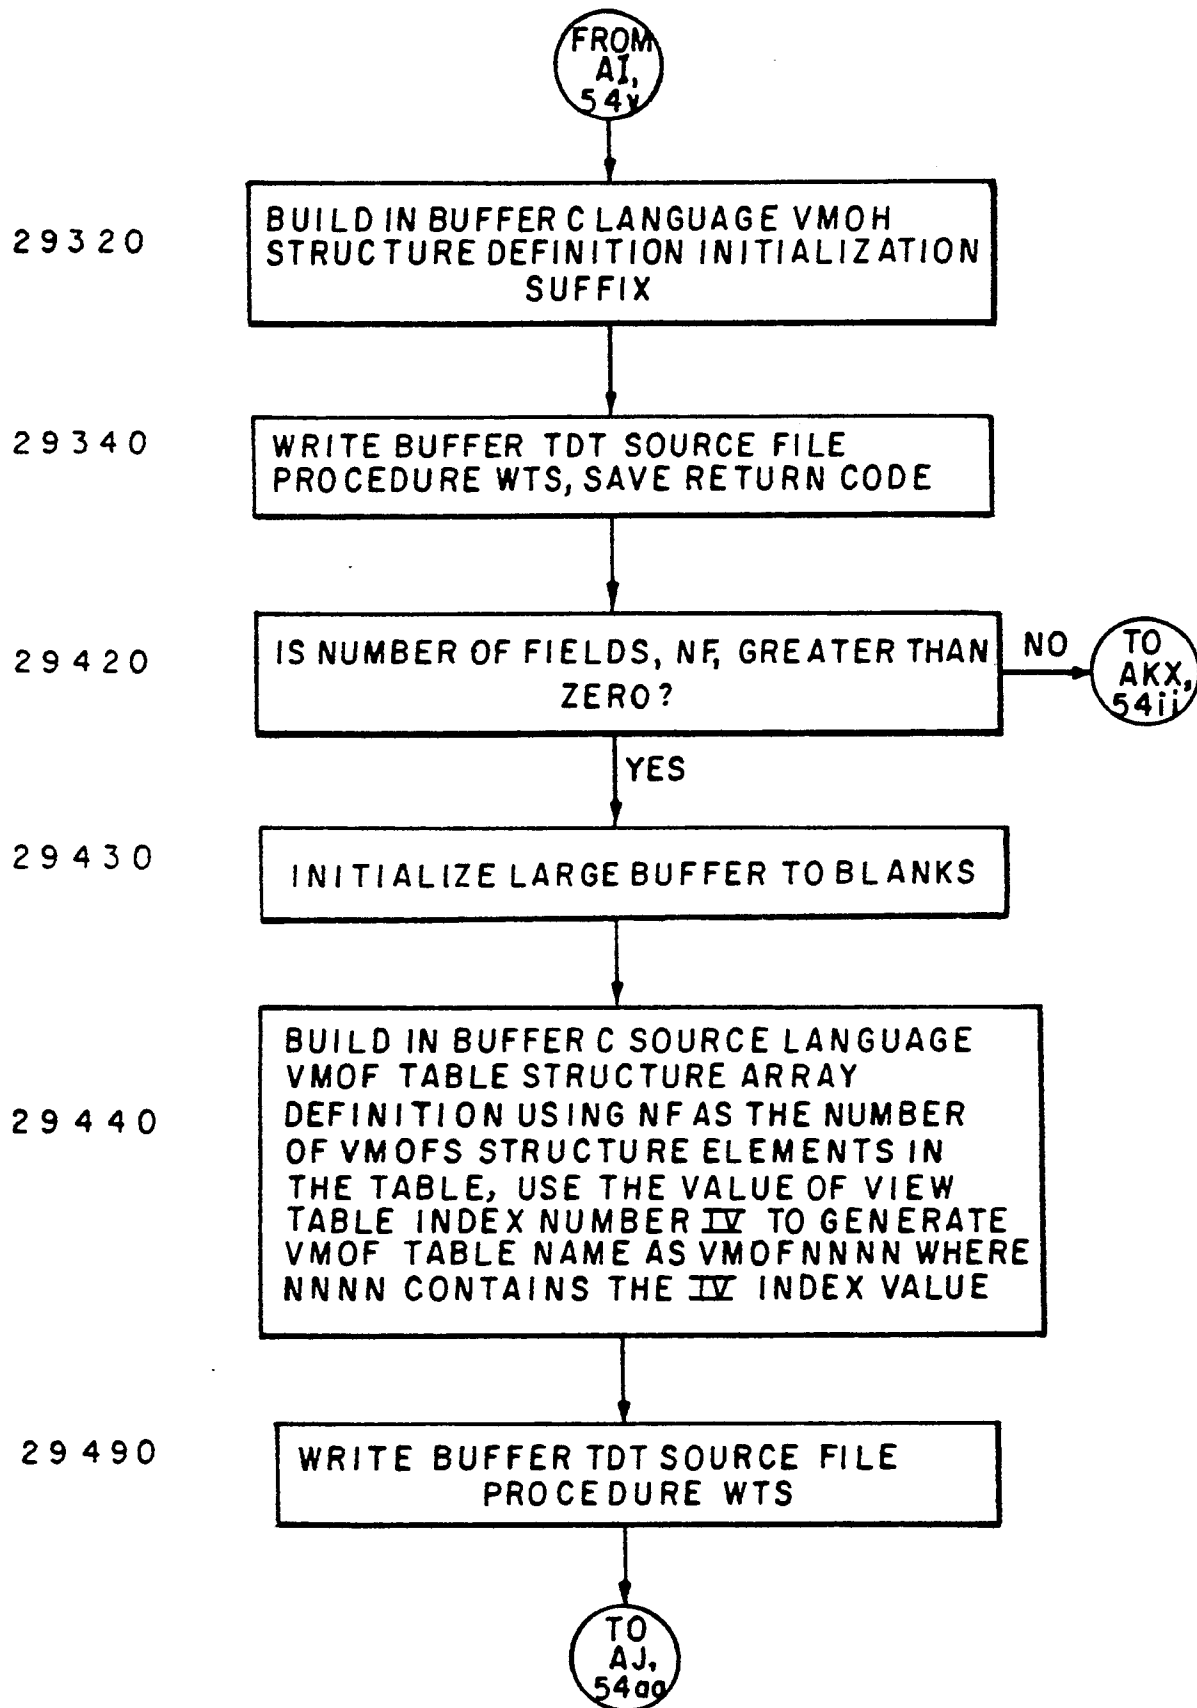 FROM
AI,
54y
29320
BUILD IN BUFFER C LANGUAGE VMOH
STRUCTURE DEFINITION INITIALIZATION
SUFFIX
29340
WRITE BUFFER TDT SOURCE FILE
PROCEDURE WTS, SAVE RETURN CODE
29420
IS NUMBER OF FIELDS, NF, GREATER THAN
ZERO?
NO
TO
AKX,
54ii
YES
29430
INITIALIZE LARGE BUFFER TO BLANKS
29440
BUILD IN BUFFER C SOURCE LANGUAGE
VMOF TABLE STRUCTURE ARRAY
DEFINITION USING NF AS THE NUMBER
OF VMOFS STRUCTURE ELEMENTS IN
THE TABLE, USE THE VALUE OF VIEW
TABLE INDEX NUMBER IV TO GENERATE
VMOF TABLE NAME AS VMOFNNNN WHERE
NNNN CONTAINS THE IV INDEX VALUE
29490
WRITE BUFFER TDT SOURCE FILE
PROCEDURE WTS
TO
AJ,
54aa